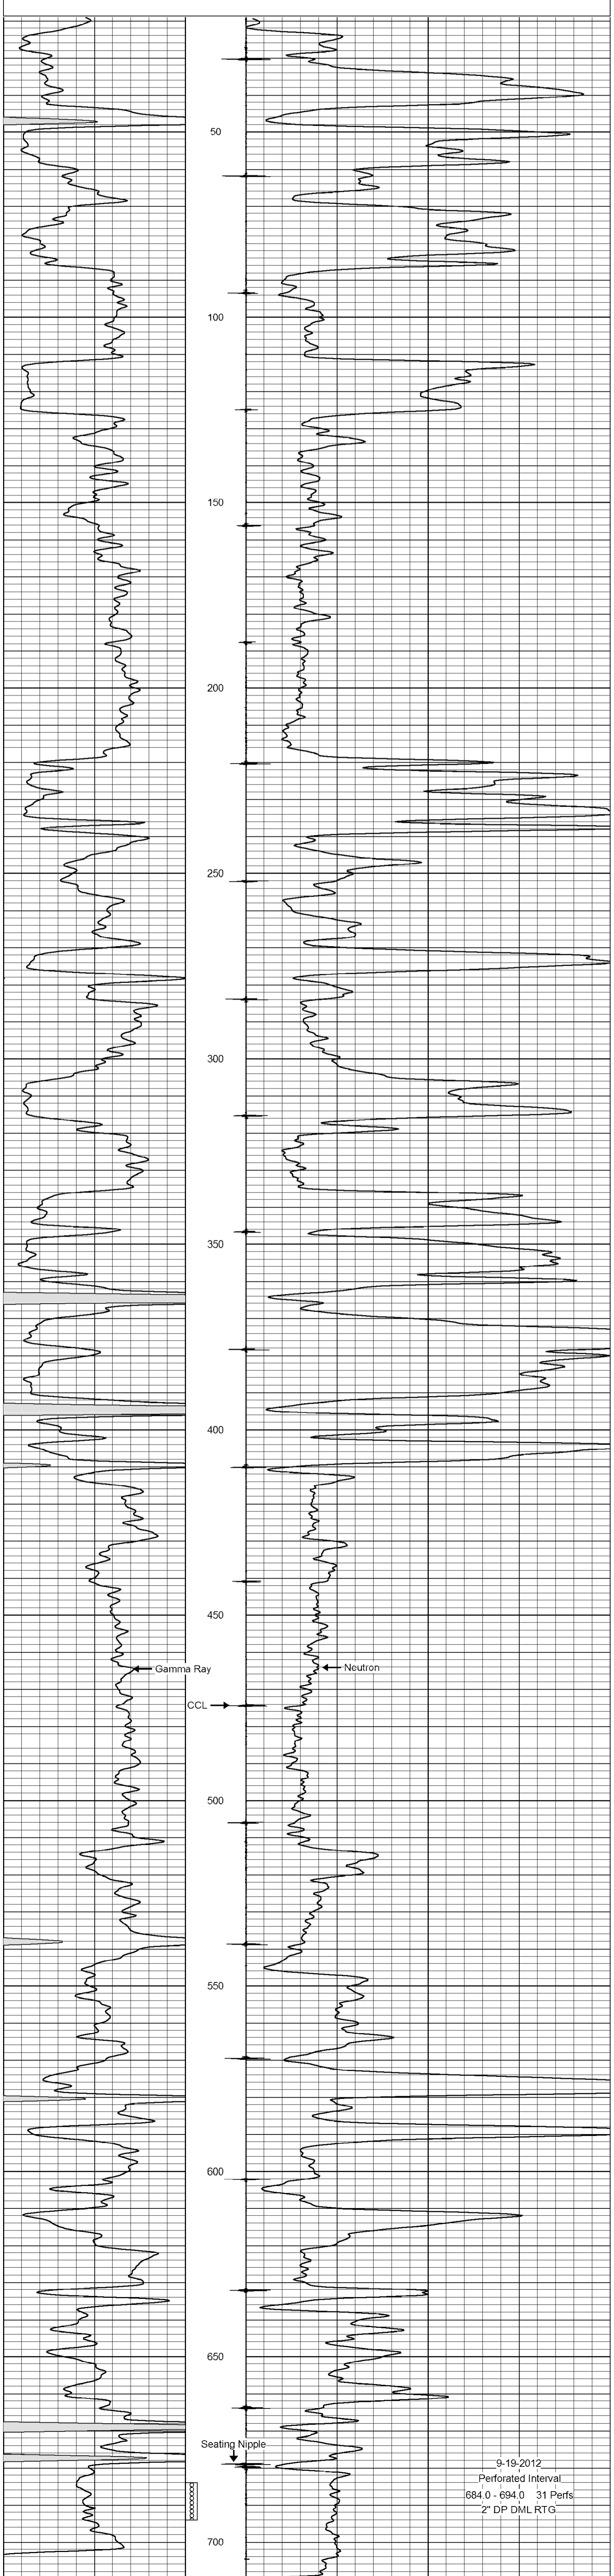 50
100
150
200
250
300
350
400
450
Gamma Ray
Neutron
CCL
500
550
600
650
Seating Nipple
9-19-2012
Perforated Interval
684.0 - 694.0 31 Perfs
2" DP DML RTG
700